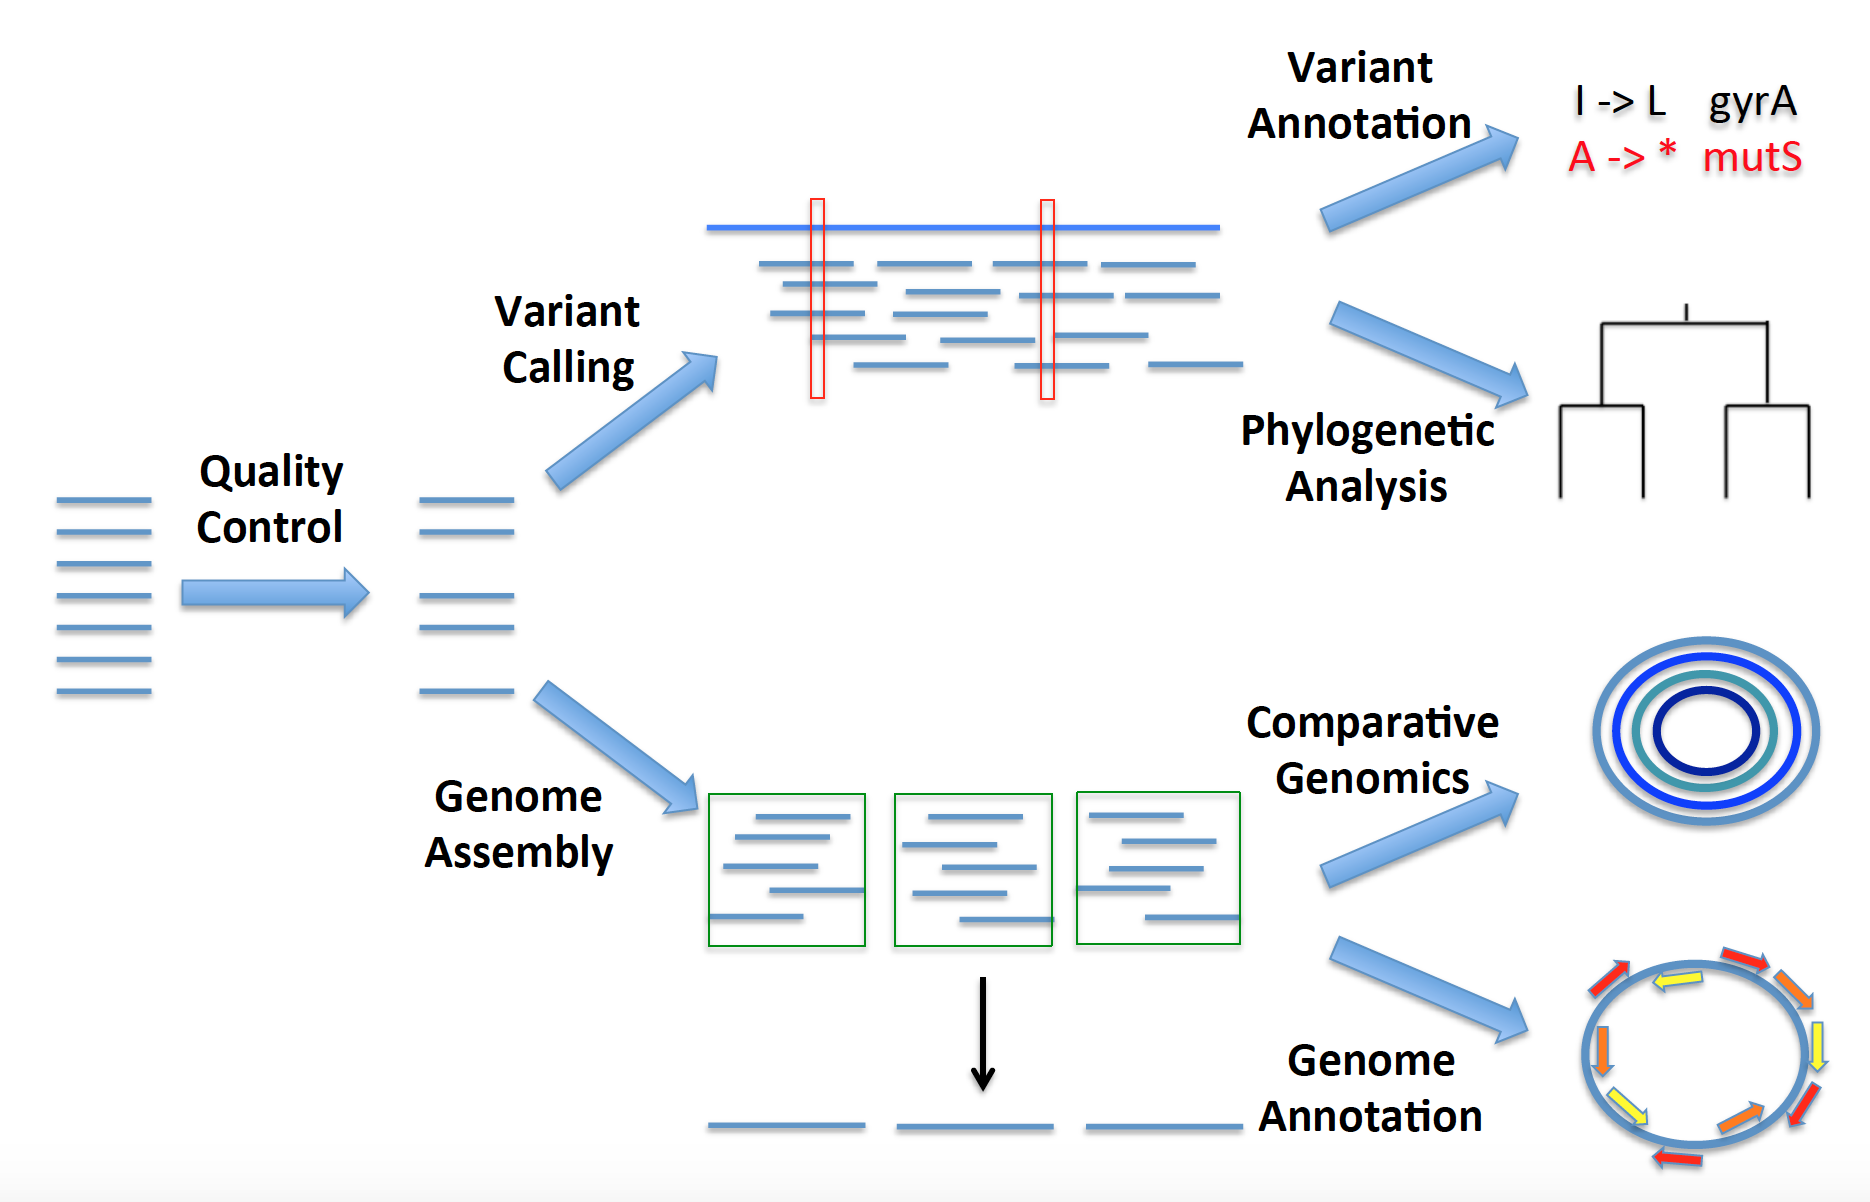 Quality
Control
Variant
Calling
Genome
Assembly
Variant
Annotation
I -> L gyrA
A -> * mutS
Phylogenetic
Analysis
Comparative
Genomics
Genome
Annotation